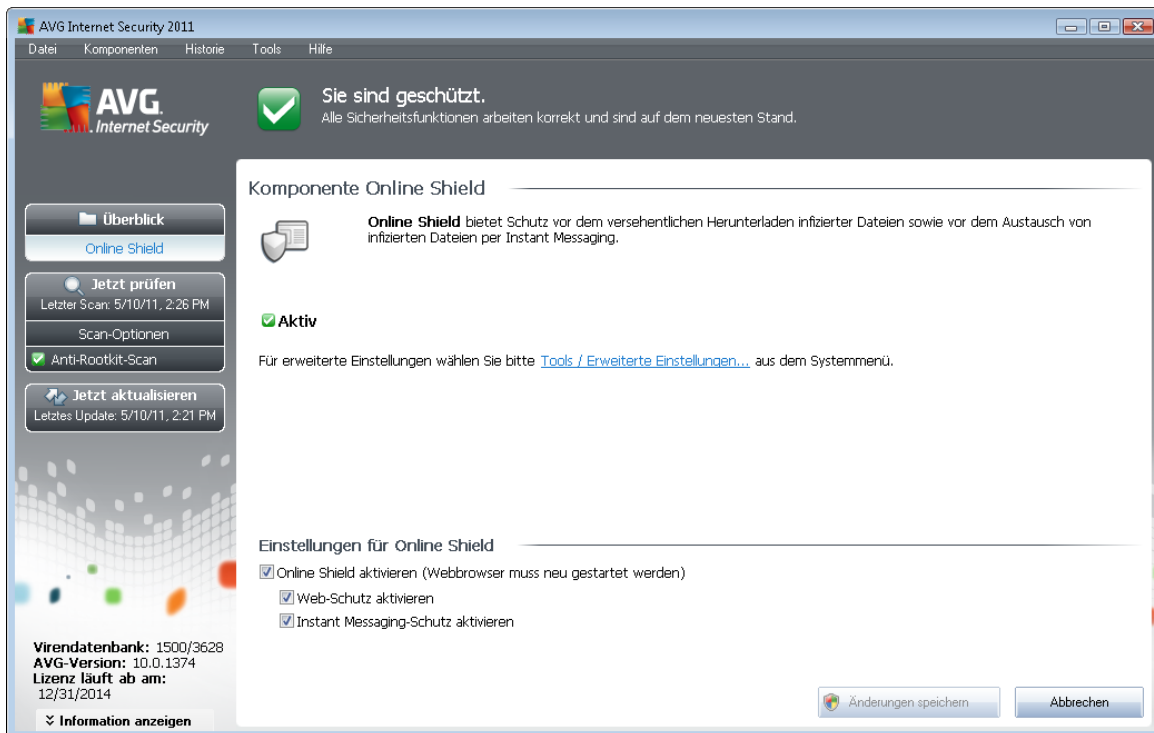 AVG Internet Security 2011
Datei Komponenten Historie Tools Hilfe
AVG.
Internet Security
Sie sind geschützt.
Alle Sicherheitsfunktionen arbeiten korrekt und sind auf dem neuesten Stand.
Überblick
Online Shield
Jetzt prüfen
Letzter Scan: 5/10/11, 2:26 PM
Scan-Optionen
Anti-Rootkit-Scan
Jetzt aktualisieren
Letztes Update: 5/10/11, 2:21 PM
Virendatenbank: 1500/3628
AVG-Version: 10.0.1374
Lizenz läuft ab am:
12/31/2014
Information anzeigen
Komponente Online Shield
Online Shield bietet Schutz vor dem versehentlichen Herunterladen infizierter Dateien sowie vor dem Austausch von
infizierten Dateien per Instant Messaging.
Aktiv
Für erweiterte Einstellungen wählen Sie bitte Tools / Erweiterte Einstellungen... aus dem Systemmenü.
Einstellungen für Online Shield
Online Shield aktivieren (Webbrowser muss neu gestartet werden)
Web-Schutz aktivieren
Instant Messaging-Schutz aktivieren
Änderungen speichern
Abbrechen